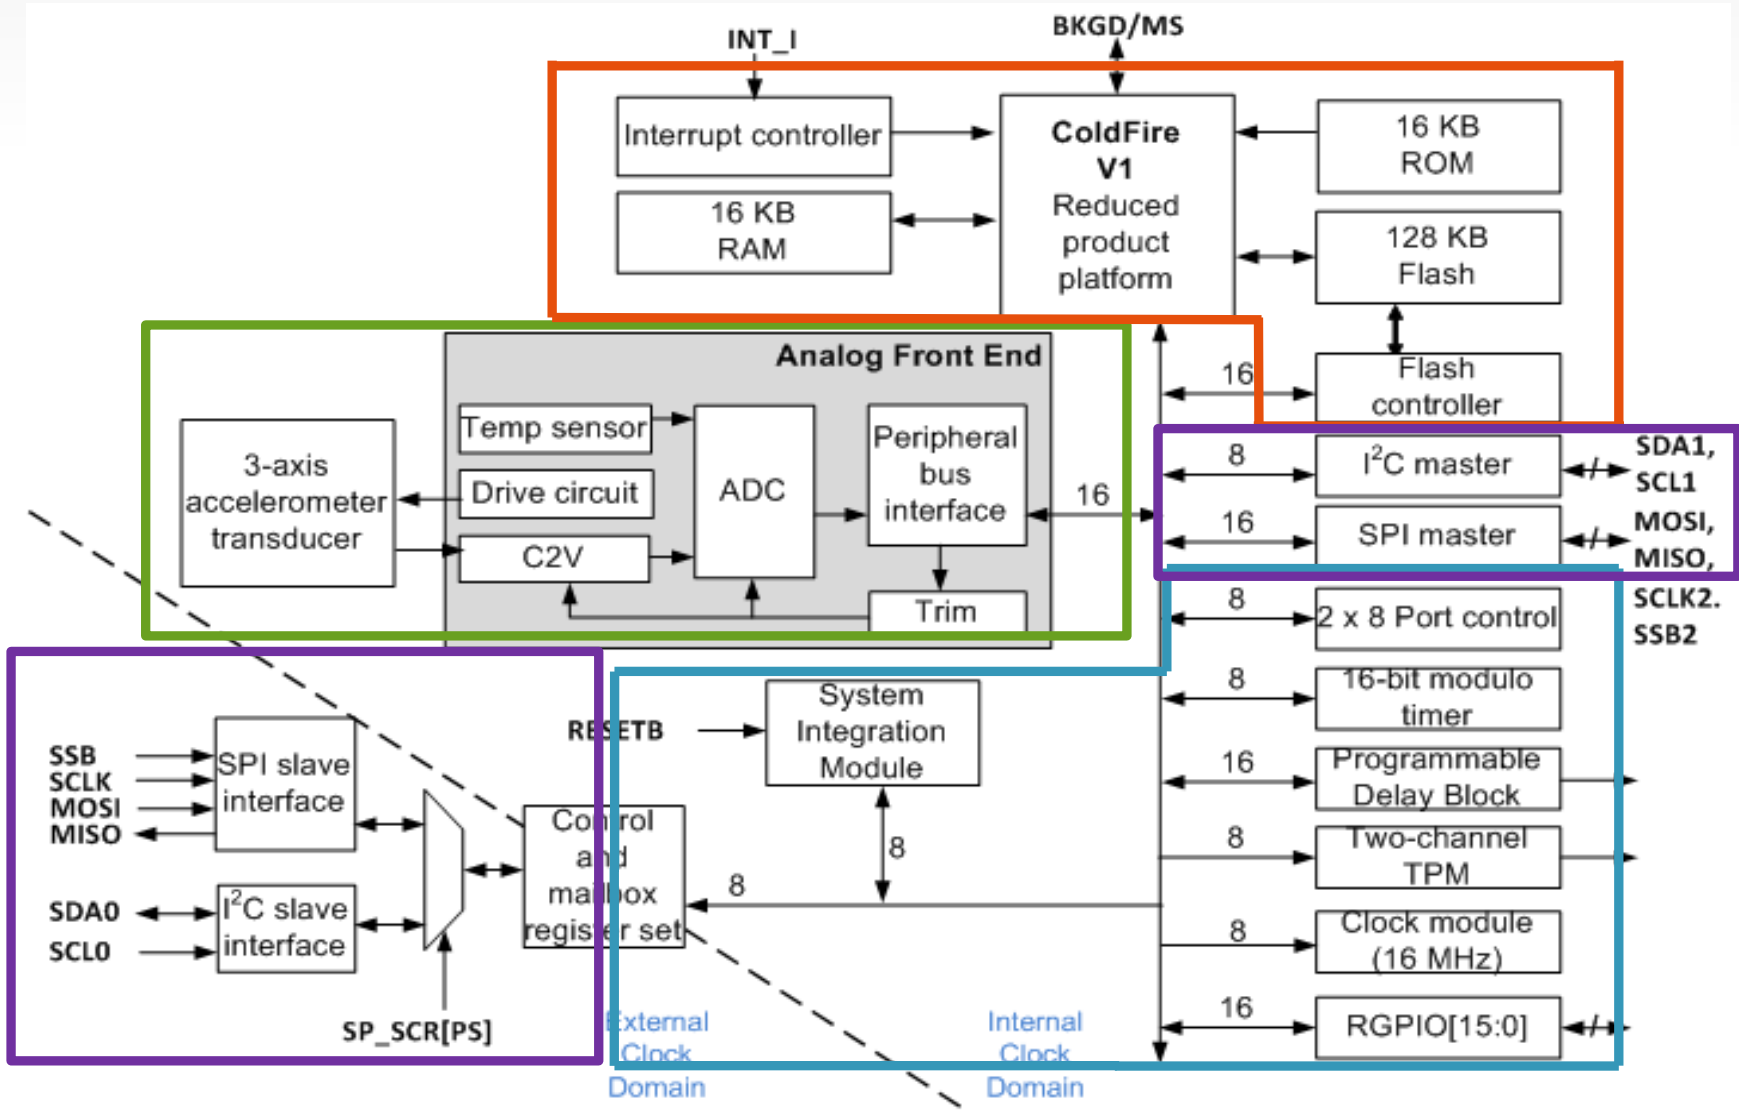 INT_I
BKGD/MS
Interrupt controller
16 KB
RAM
ColdFire
V1
Reduced
product
platform
16 KB
ROM
128 KB
Flash
16
Flash
controller
Analog Front End
3-axis
accelerometer
transducer
Temp sensor
Drive circuit
C2V
ADC
Peripheral
bus
interface
Trim
16
8
I²C master
SDA1,
SCL1
16
SPI master
MOSI,
MISO,
SCLK2.
SSB2
8
2 x 8 Port control
8
16-bit modulo
timer
16
Programmable
Delay Block
8
Two-channel
TPM
8
Clock module
(16 MHz)
16
RGPIO[15:0]
RESETB
System
Integration
Module
8
8
SSB
SCLK
MOSI
MISO
SPI slave
interface
SDA0
SCL0
I²C slave
interface
SP_SCR[PS]
Control
and
mailbox
register set
External
Clock
Domain
Internal
Clock
Domain